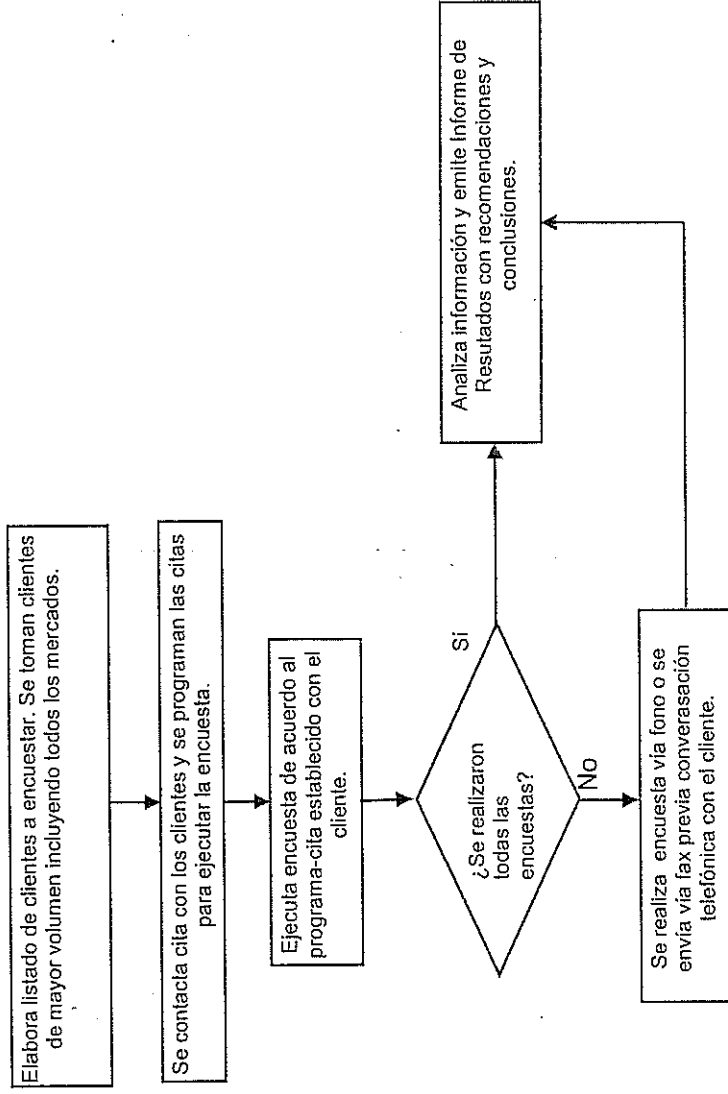 Elabora listado de clientes a encuestar. Se toman clientes
de mayor volumen incluyendo todos los mercados.
Se contacta cita con los clientes y se programan las citas
para ejecutar la encuesta.
Ejecuta encuesta de acuerdo al
programa-cita establecido con el
cliente.
¿Se realizaron
todas las
encuestas?
Sí
No
Analiza información y emite Informe de
Resutados con recomendaciones y
conclusiones.
Se realiza encuesta vía fono o se
envía vía fax previa converasación
telefónica con el cliente.